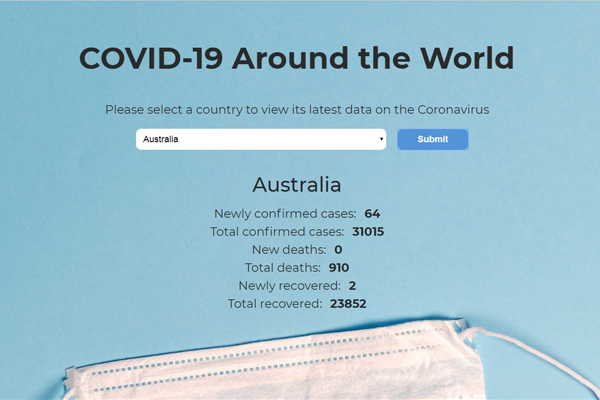 COVID-19 Around the World
Please select a country to view its latest data on the Coronavirus
Australia Submit
Australia
Newly confirmed cases: 64
Total confirmed cases: 31015
New deaths: 0
Total deaths: 910
Newly recovered: 2
Total recovered: 23852